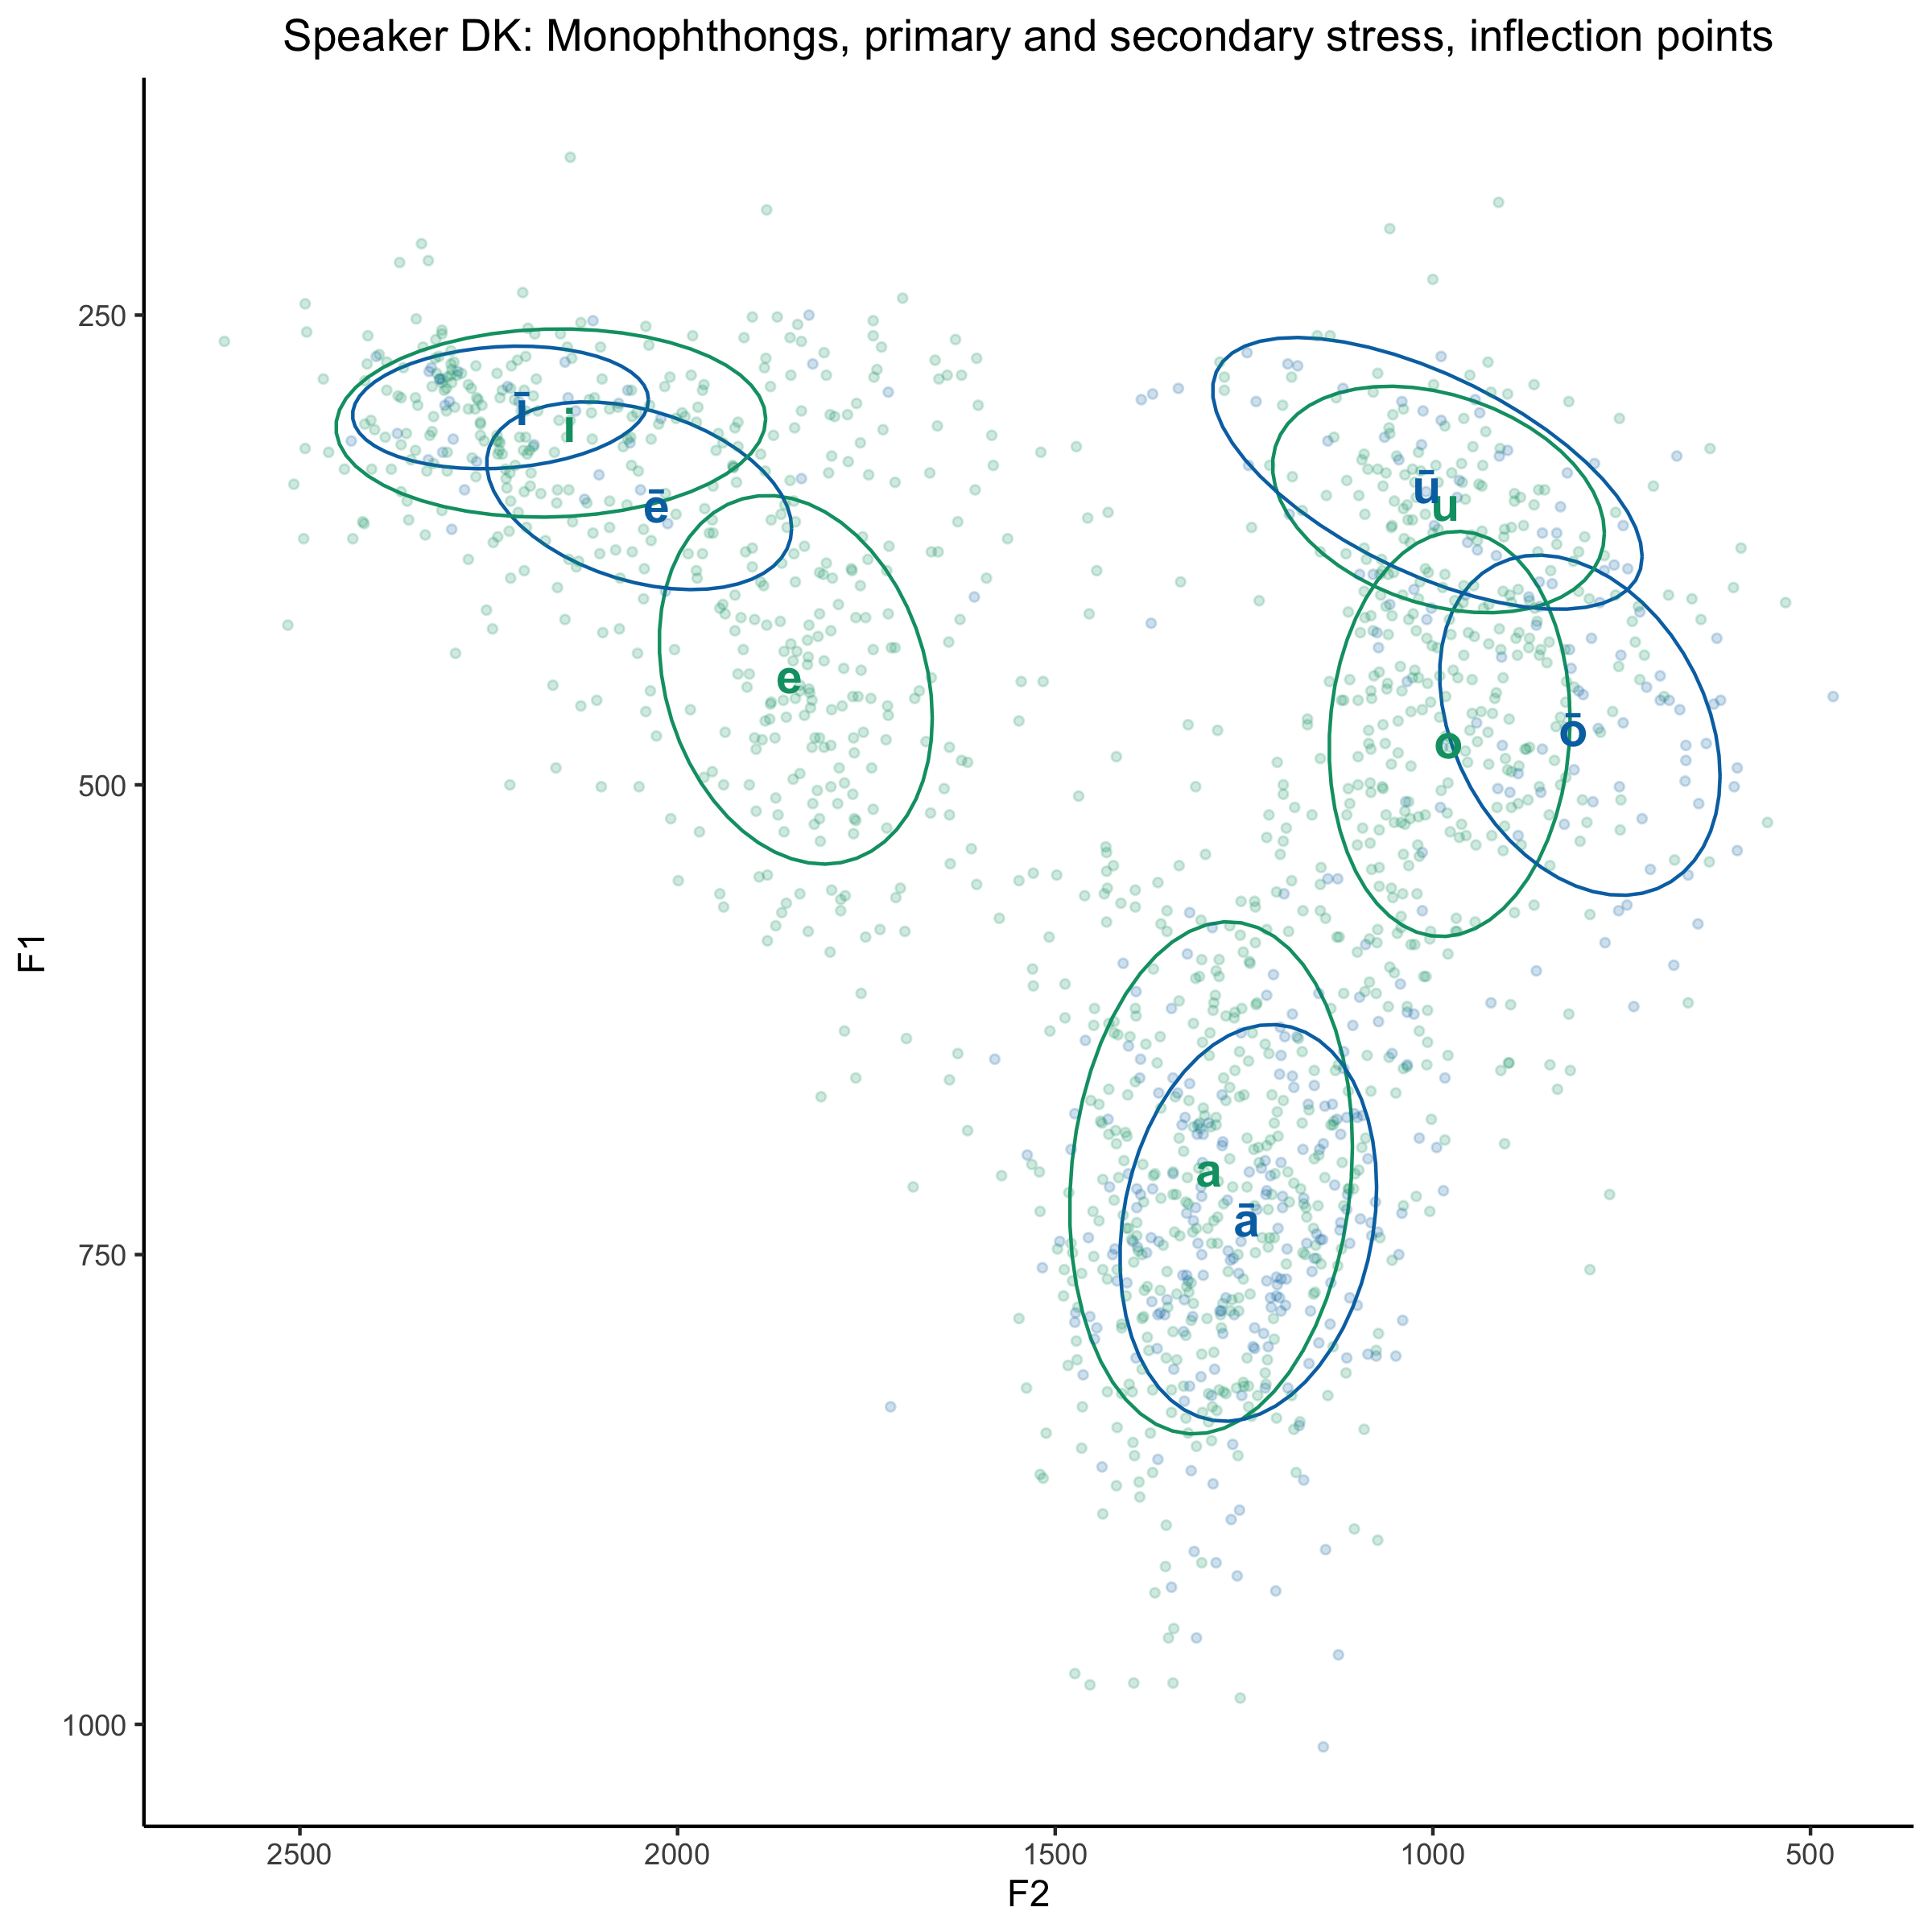 Speaker DK: Monophthongs, primary and secondary stress, inflection points
250
ī
i
ū
u
ē
e
ō
o
500
F1
a
ā
750
1000
2500
2000
1500
1000
500
F2